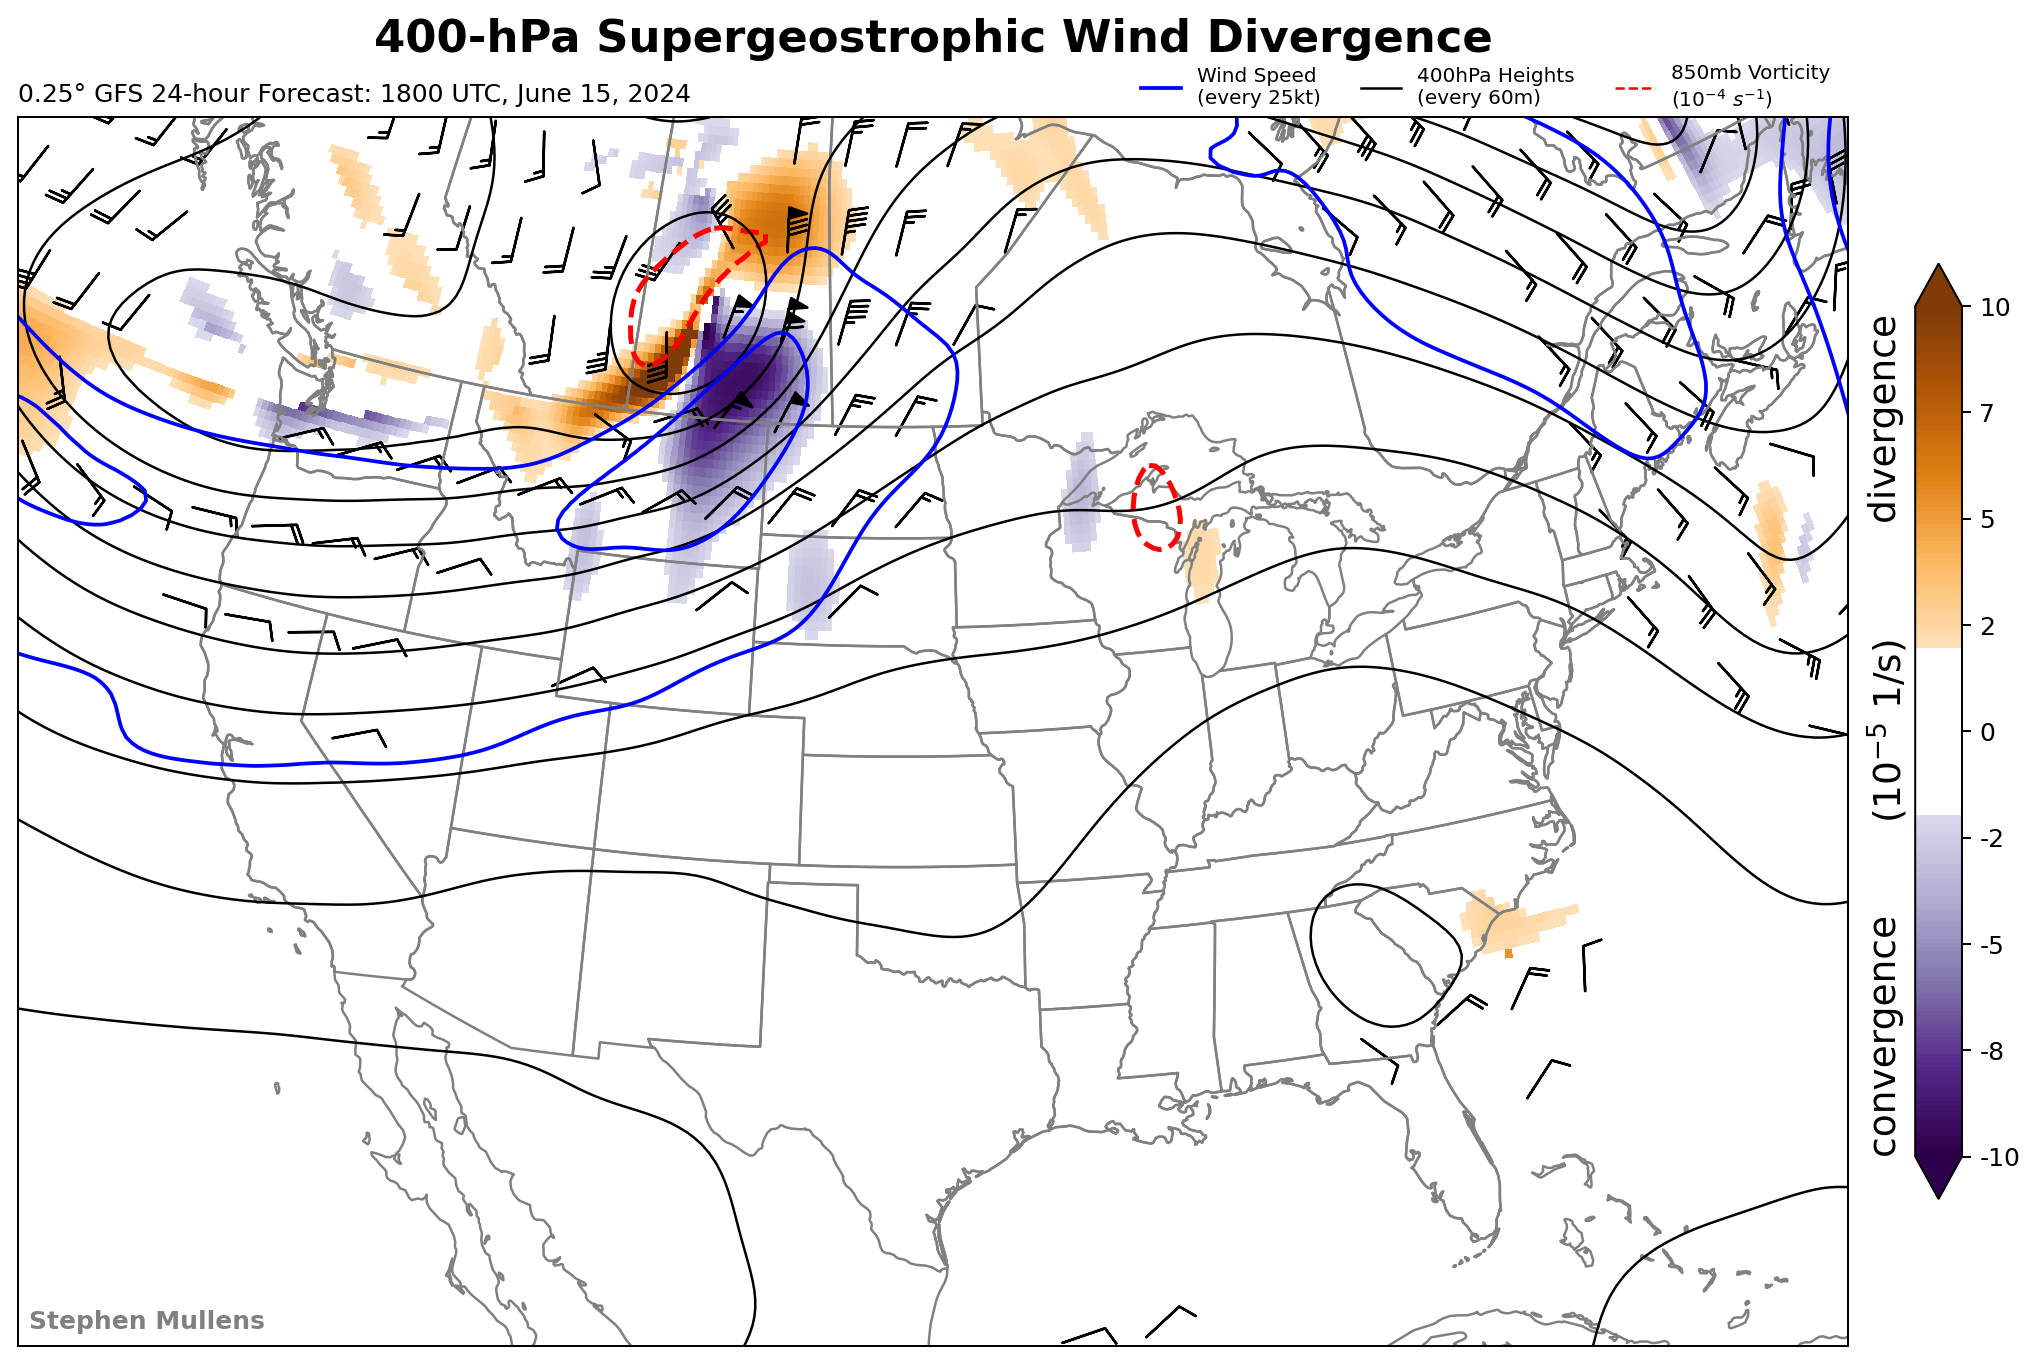 400-hPa Supergeostrophic Wind Divergence
0.25° GFS 24-hour Forecast: 1800 UTC, June 15, 2024
Wind Speed
(every 25kt)
400hPa Heights
(every 60m)
850mb Vorticity
(10⁻⁴ s⁻¹)
10
7
5
2
0
-2
-5
-8
-10
convergence (10⁻⁵ 1/s) divergence
Stephen Mullens